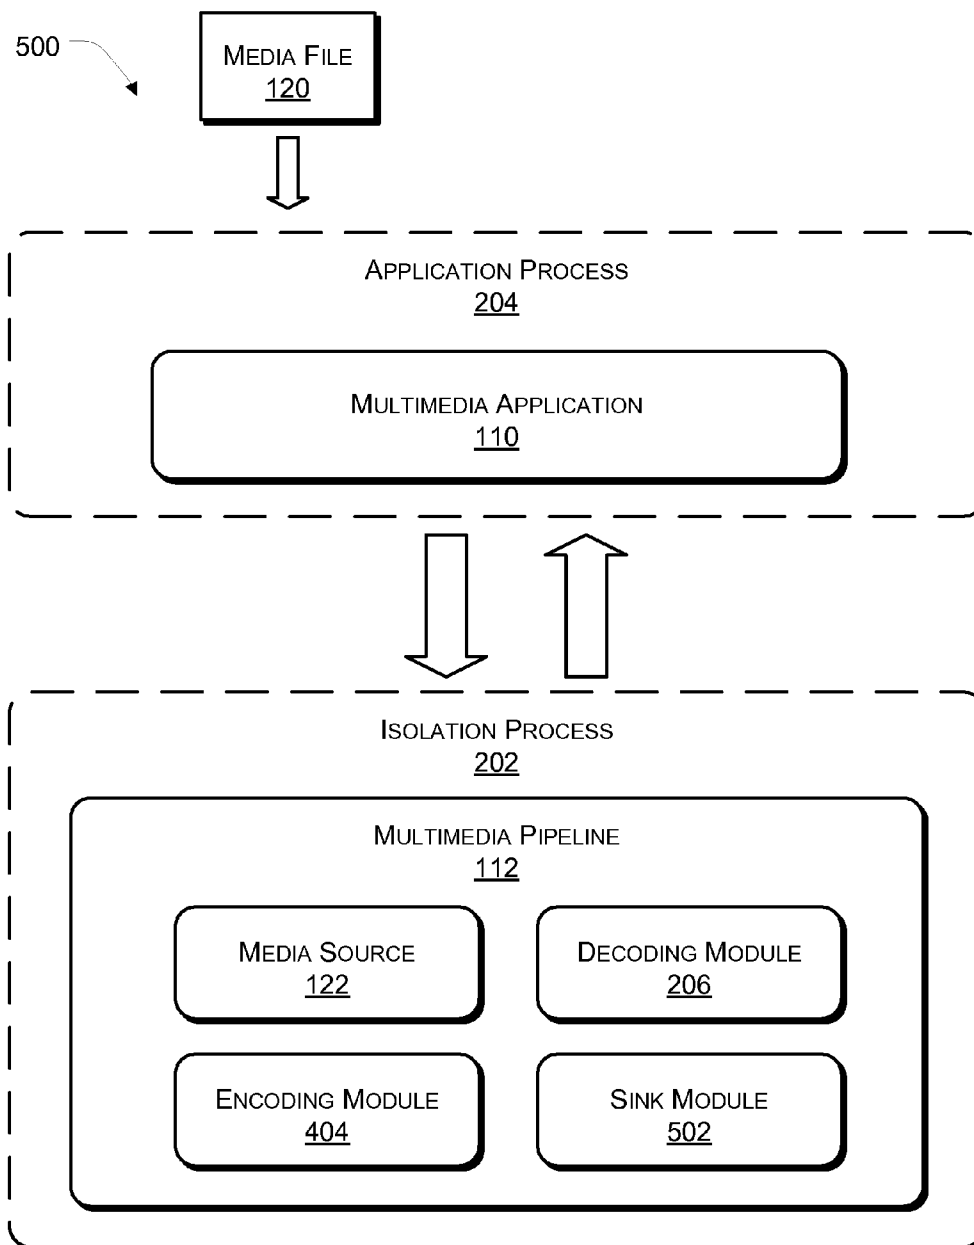 500
MEDIA FILE
120
APPLICATION PROCESS
204
MULTIMEDIA APPLICATION
110
ISOLATION PROCESS
202
MULTIMEDIA PIPELINE
112
MEDIA SOURCE
122
DECODING MODULE
206
ENCODING MODULE
404
SINK MODULE
502